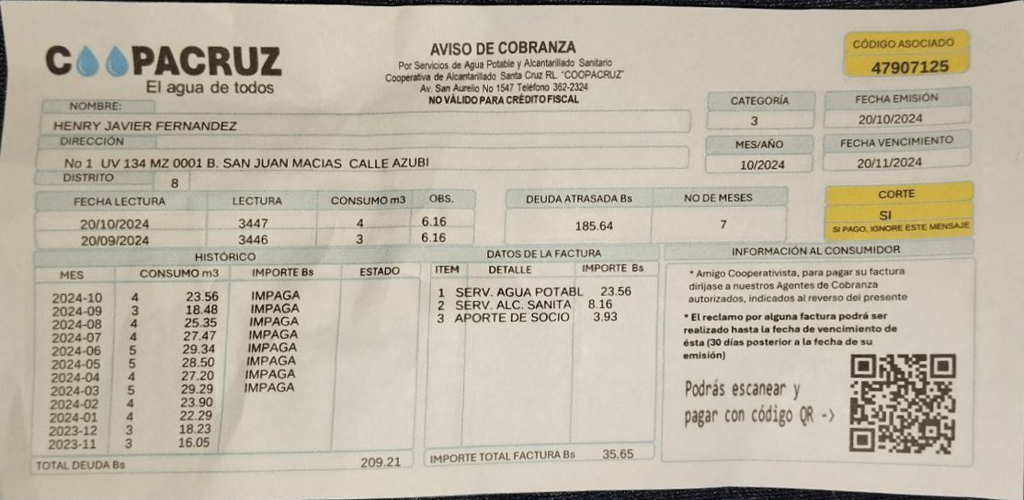 COOPACRUZ
El agua de todos
AVISO DE COBRANZA
Por Servicios de Agua Potable y Alcantarillado Sanitario
Cooperativa de Alcantarillado Santa Cruz RL. "COOPACRUZ"
Av. San Aurelio No 1547 Teléfono 362-2324
NO VÁLIDO PARA CRÉDITO FISCAL
CÓDIGO ASOCIADO
47907125
NOMBRE:
HENRY JAVIER FERNANDEZ
CATEGORÍA
3
FECHA EMISIÓN
20/10/2024
DIRECCIÓN
No 1 UV 134 MZ 0001 B. SAN JUAN MACIAS CALLE AZUBI
MES/AÑO
10/2024
FECHA VENCIMIENTO
20/11/2024
DISTRITO 8
FECHA LECTURA LECTURA CONSUMO m3 OBS.
20/10/2024 3447 4 6.16
20/09/2024 3446 3 6.16
DEUDA ATRASADA Bs NO DE MESES
185.64 7
CORTE
SI
SI PAGO, IGNORE ESTE MENSAJE
HISTÓRICO
MES CONSUMO m3 IMPORTE Bs ESTADO
2024-10 4 23.56 IMPAGA
2024-09 3 18.48 IMPAGA
2024-08 4 25.35 IMPAGA
2024-07 4 27.47 IMPAGA
2024-06 5 29.34 IMPAGA
2024-05 5 28.50 IMPAGA
2024-04 4 27.20 IMPAGA
2024-03 5 29.29 IMPAGA
2024-02 4 23.90
2024-01 4 22.29
2023-12 3 18.23
2023-11 3 16.05
TOTAL DEUDA Bs 209.21
DATOS DE LA FACTURA
ITEM DETALLE IMPORTE Bs
1 SERV. AGUA POTABL 23.56
2 SERV. ALC. SANITA 8.16
3 APORTE DE SOCIO 3.93
IMPORTE TOTAL FACTURA Bs 35.65
INFORMACIÓN AL CONSUMIDOR
* Amigo Cooperativista, para pagar su factura
dirijase a nuestros Agentes de Cobranza
autorizados, indicados al reverso del presente
* El reclamo por alguna factura podrá ser
realizado hasta la fecha de vencimiento de
ésta (30 días posterior a la fecha de su
emisión)
Podrás escanear y
pagar con código QR ->